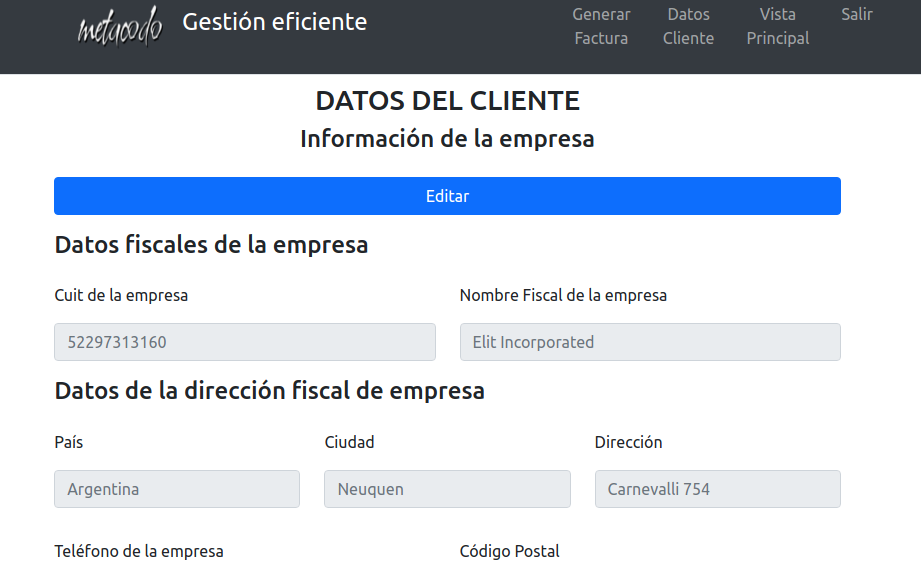 metacodo Gestión eficiente
Generar Factura
Datos Cliente
Vista Principal
Salir
DATOS DEL CLIENTE
Información de la empresa
Editar
Datos fiscales de la empresa
Cuit de la empresa
Nombre Fiscal de la empresa
52297313160
Elit Incorporated
Datos de la dirección fiscal de empresa
País
Ciudad
Dirección
Argentina
Neuquen
Carnevalli 754
Teléfono de la empresa
Código Postal